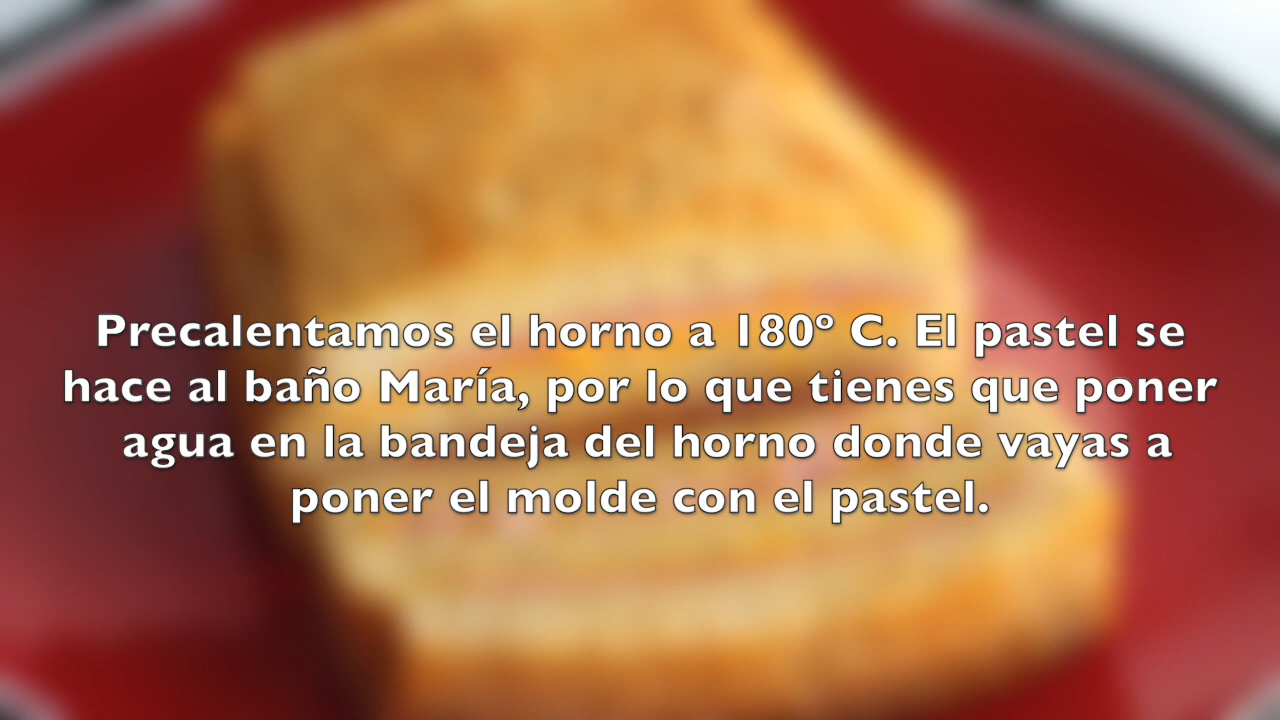 Precalentamos el horno a 180º C. El pastel se
hace al baño María, por lo que tienes que poner
agua en la bandeja del horno donde vayas a
poner el molde con el pastel.